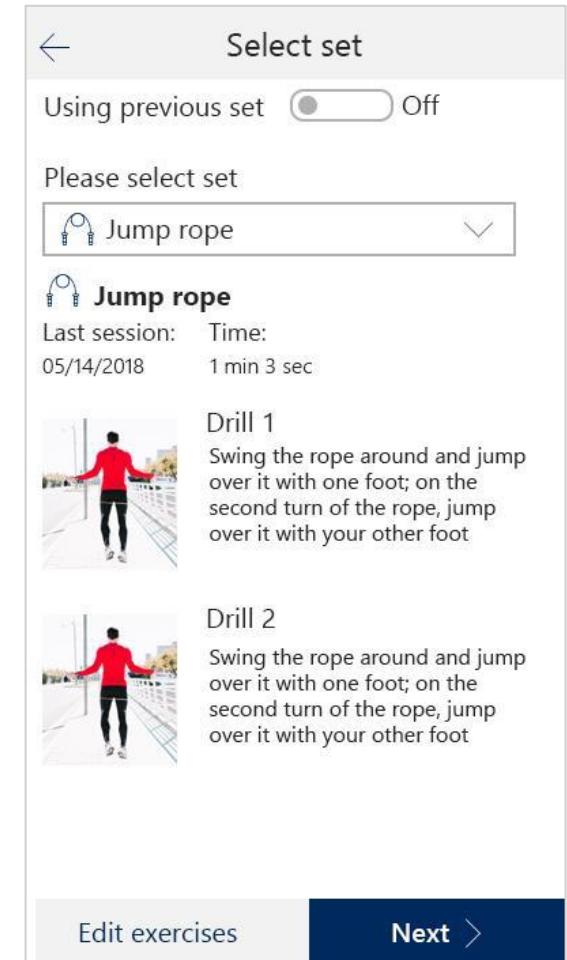 Select set
Using previous set Off
Please select set
Jump rope
Jump rope
Last session: Time:
05/14/2018 1 min 3 sec
Drill 1
Swing the rope around and jump
over it with one foot; on the
second turn of the rope, jump
over it with your other foot
Drill 2
Swing the rope around and jump
over it with one foot; on the
second turn of the rope, jump
over it with your other foot
Edit exercises Next